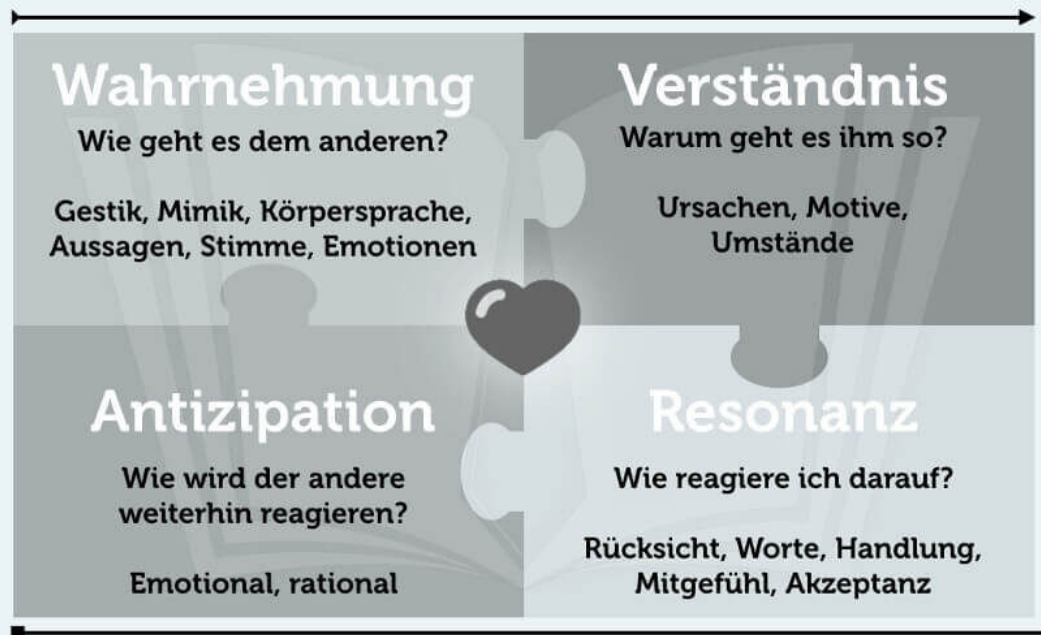 Wahrnehmung
Wie geht es dem anderen?
Gestik, Mimik, Körpersprache,
Aussagen, Stimme, Emotionen
Verständnis
Warum geht es ihm so?
Ursachen, Motive,
Umstände
Antizipation
Wie wird der andere
weiterhin reagieren?
Emotional, rational
Resonanz
Wie reagiere ich darauf?
Rücksicht, Worte, Handlung,
Mitgefühl, Akzeptanz